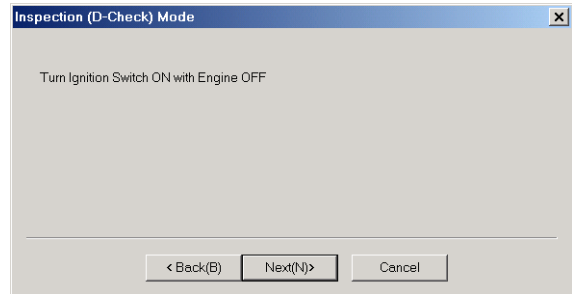 Inspection (D-Check) Mode
Turn Ignition Switch ON with Engine OFF
< Back(B) Next(N)> Cancel